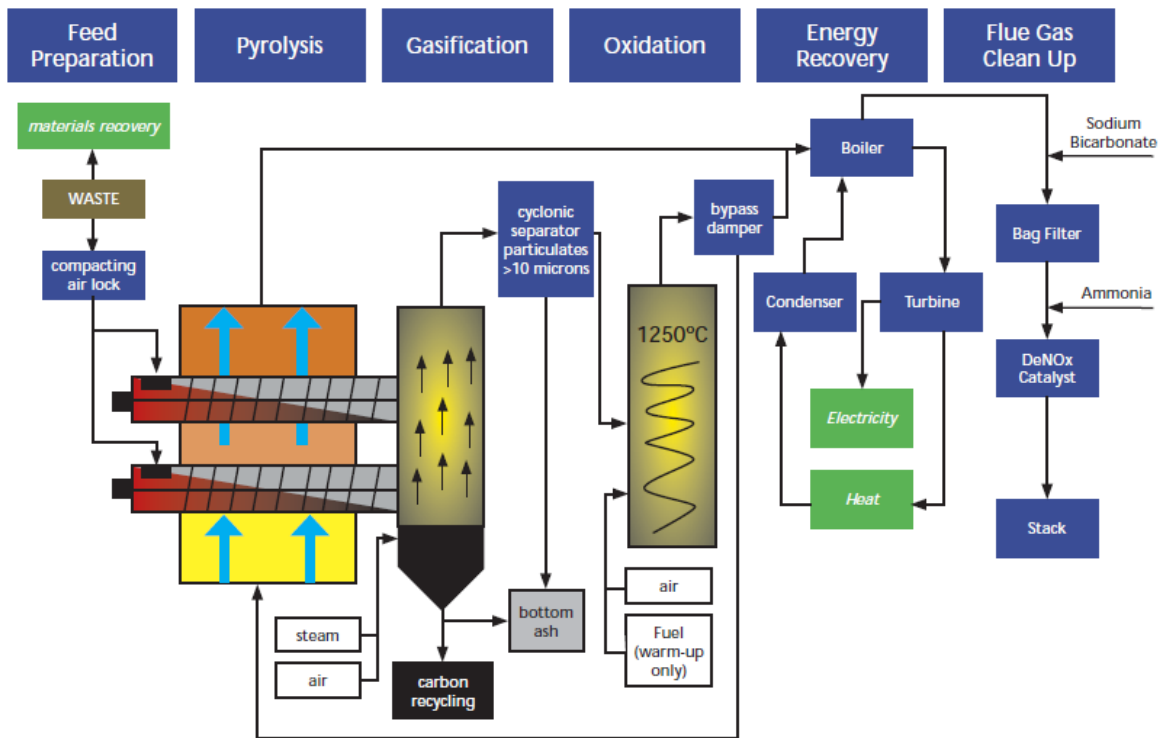 Feed
Preparation
Pyrolysis
Gasification
Oxidation
Energy
Recovery
Flue Gas
Clean Up
materials recovery
WASTE
compacting
air lock
cyclonic
separator
particulates
>10 microns
bypass
damper
Boiler
Sodium
Bicarbonate
Bag Filter
Condenser
Turbine
Ammonia
1250ºC
DeNOx
Catalyst
Electricity
Heat
Stack
steam
air
bottom
ash
carbon
recycling
air
Fuel
(warm-up
only)